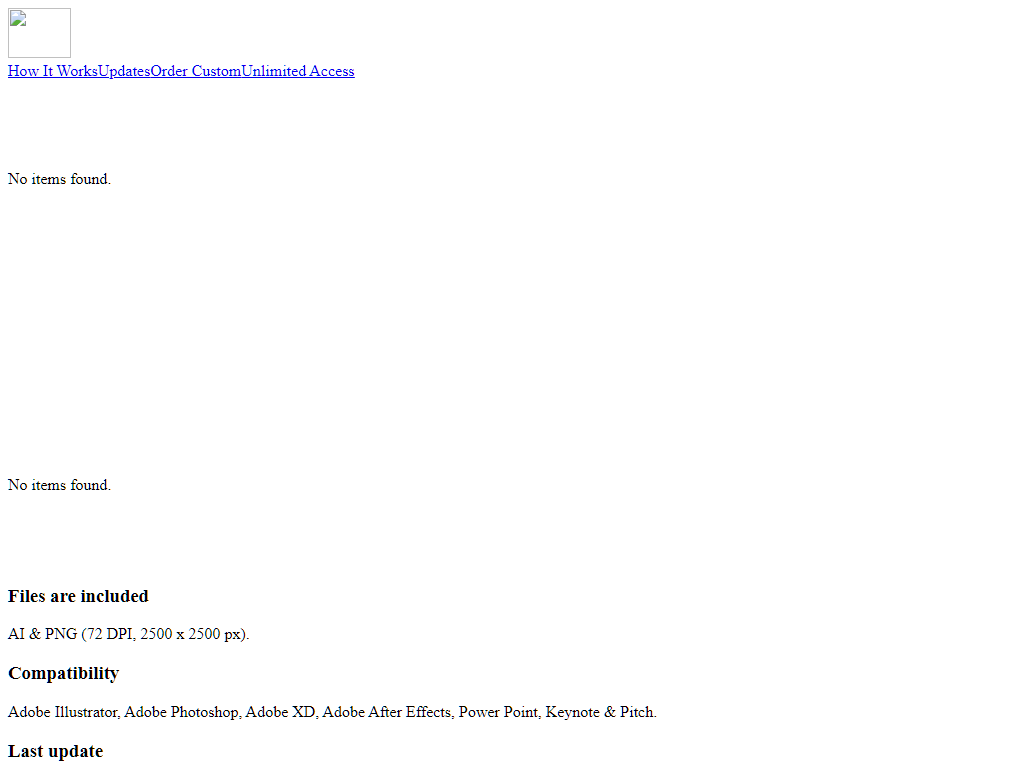 How It WorksUpdatesOrder CustomUnlimited Access
No items found.
No items found.
Files are included
AI & PNG (72 DPI, 2500 x 2500 px).
Compatibility
Adobe Illustrator, Adobe Photoshop, Adobe XD, Adobe After Effects, Power Point, Keynote & Pitch.
Last update